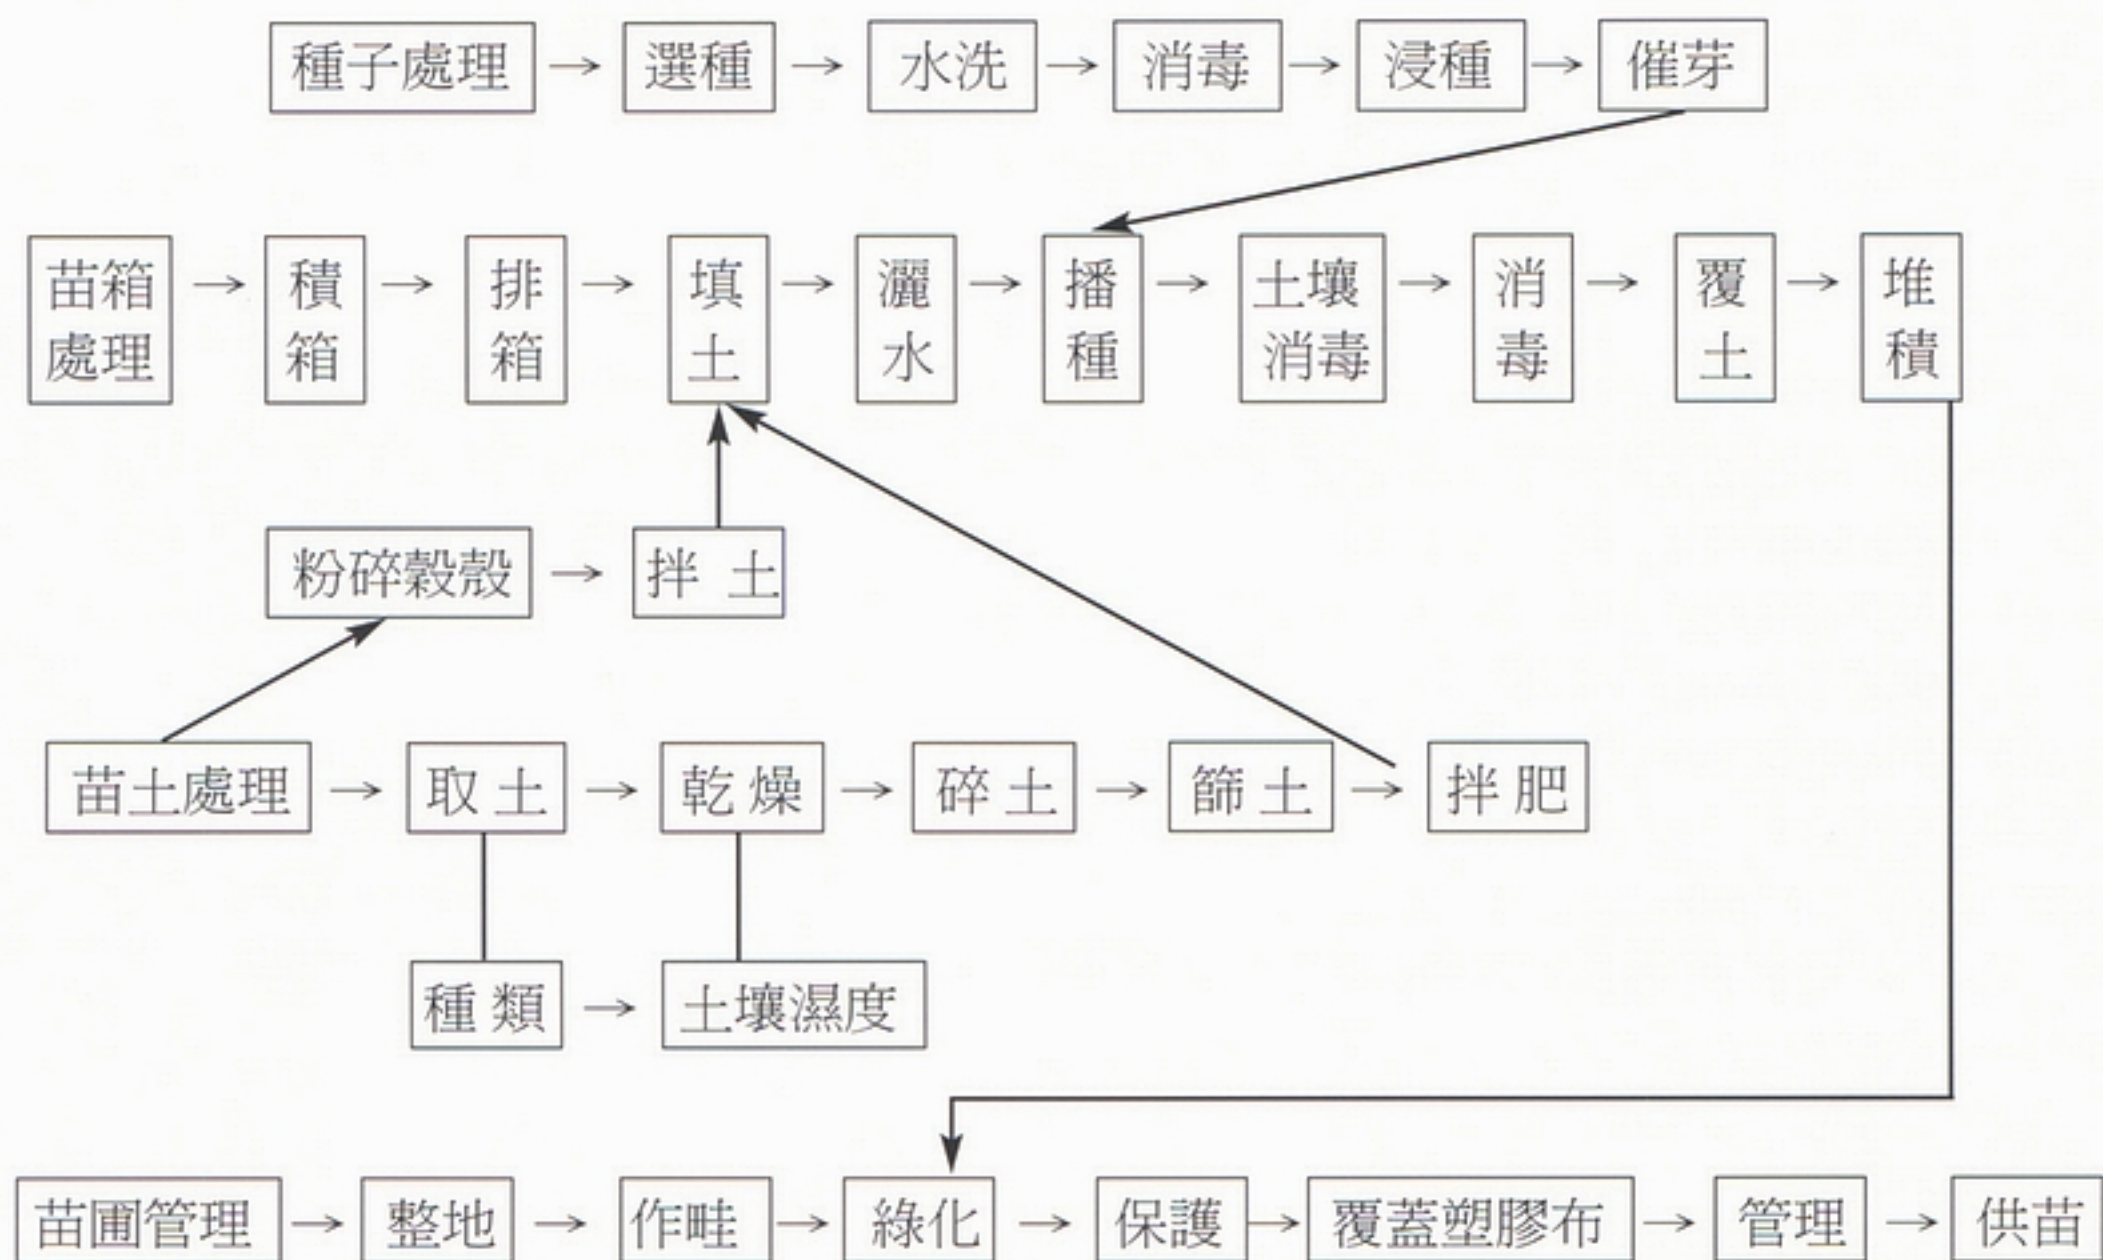 種子處理 → 選種 → 水洗 → 消毒 → 浸種 → 催芽
苗箱處理 → 積箱 → 排箱 → 填土 → 灑水 → 播種 → 土壤消毒 → 消毒 → 覆土 → 堆積
粉碎穀殼 → 拌土
苗土處理 → 取土 → 乾燥 → 碎土 → 篩土 → 拌肥
種類 → 土壤濕度
苗圃管理 → 整地 → 作畦 → 綠化 → 保護 → 覆蓋塑膠布 → 管理 → 供苗